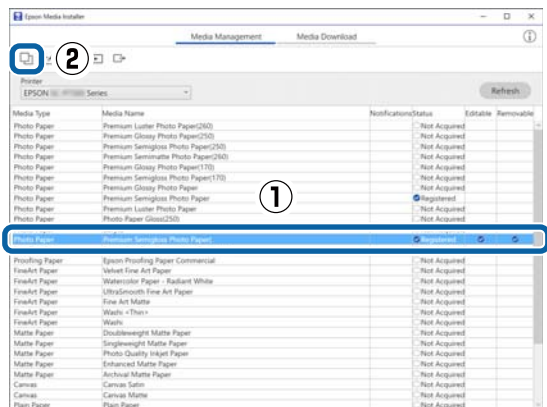 Epson Media Installer
Media Management Media Download
2
Printer
EPSON Series
Refresh
Media Type Media Name Notifications Status Editable Removable
Photo Paper Premium Luster Photo Paper(260) Not Acquired
Photo Paper Premium Glossy Photo Paper(250) Not Acquired
Photo Paper Premium Semigloss Photo Paper(250) Not Acquired
Photo Paper Premium Semimatte Photo Paper(260) Not Acquired
Photo Paper Premium Glossy Photo Paper(170) Not Acquired
Photo Paper Premium Semigloss Photo Paper(170) Not Acquired
Photo Paper Premium Glossy Photo Paper Not Acquired
Photo Paper Premium Semigloss Photo Paper Registered
Photo Paper Premium Luster Photo Paper Not Acquired
Photo Paper Photo Paper Gloss(250) Not Acquired
1
Photo Paper Premium Semigloss Photo Paper Registered
Proofing Paper Epson Proofing Paper Commercial Not Acquired
FineArt Paper Velvet Fine Art Paper Not Acquired
FineArt Paper Watercolor Paper - Radiant White Not Acquired
FineArt Paper UltraSmooth Fine Art Paper Not Acquired
FineArt Paper Fine Art Matte Not Acquired
FineArt Paper Washi <Thin> Not Acquired
FineArt Paper Washi Not Acquired
Matte Paper Doubleweight Matte Paper Not Acquired
Matte Paper Singleweight Matte Paper Not Acquired
Matte Paper Photo Quality Inkjet Paper Not Acquired
Matte Paper Enhanced Matte Paper Not Acquired
Matte Paper Archival Matte Paper Not Acquired
Canvas Canvas Satin Not Acquired
Canvas Canvas Matte Not Acquired
Plain Paper Plain Paper Not Acquired